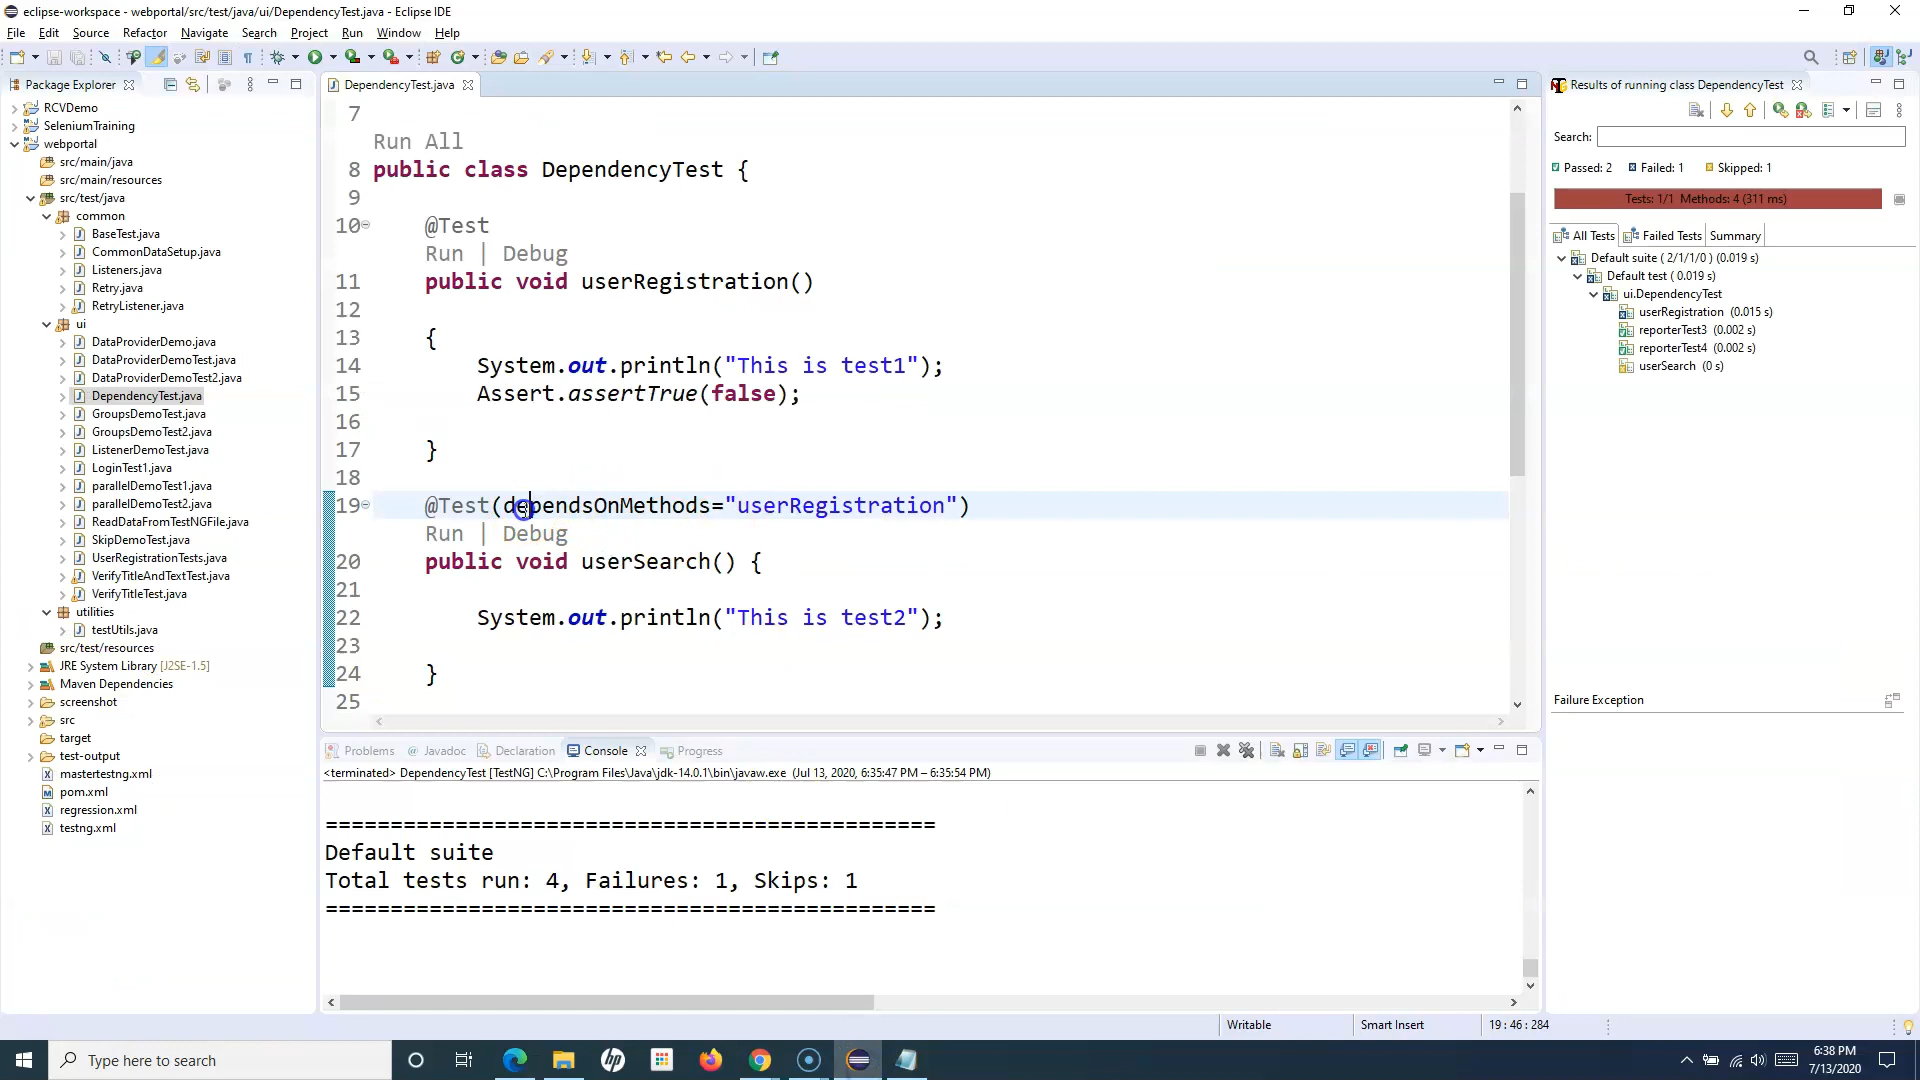 eclipse-workspace - webportal/src/test/java/ui/DependencyTest.java - Eclipse IDE
File Edit Source Refactor Navigate Search Project Run Window Help
Package Explorer
RCVDemo
SeleniumTraining
webportal
src/main/java
src/main/resources
src/test/java
common
BaseTest.java
CommonDataSetup.java
Listeners.java
Retry.java
RetryListener.java
ui
DataProviderDemo.java
DataProviderDemoTest.java
DataProviderDemoTest2.java
DependencyTest.java
GroupsDemoTest.java
GroupsDemoTest2.java
ListenerDemoTest.java
LoginTest1.java
parallelDemoTest1.java
parallelDemoTest2.java
ReadDataFromTestNGFile.java
SkipDemoTest.java
UserRegistrationTests.java
VerifyTitleAndTextTest.java
VerifyTitleTest.java
utilities
testUtils.java
src/test/resources
JRE System Library [J2SE-1.5]
Maven Dependencies
screenshot
src
target
test-output
mastertestng.xml
pom.xml
regression.xml
testng.xml
DependencyTest.java
7
Run All
8 public class DependencyTest {
9
10 @Test
Run | Debug
11 public void userRegistration()
12
13 {
14 System.out.println("This is test1");
15 Assert.assertTrue(false);
16
17 }
18
19 @Test(dependsOnMethods="userRegistration")
Run | Debug
20 public void userSearch() {
21
22 System.out.println("This is test2");
23
24 }
25
Problems @ Javadoc Declaration Console Progress
<terminated> DependencyTest [TestNG] C:\Program Files\Java\jdk-14.0.1\bin\javaw.exe (Jul 13, 2020, 6:35:47 PM – 6:35:54 PM)
===============================================
Default suite
Total tests run: 4, Failures: 1, Skips: 1
===============================================
Results of running class DependencyTest
Search:
Passed: 2 Failed: 1 Skipped: 1
Tests: 1/1 Methods: 4 (311 ms)
All Tests Failed Tests Summary
Default suite ( 2/1/1/0 ) (0.019 s)
Default test ( 0.019 s)
ui.DependencyTest
userRegistration (0.015 s)
reporterTest3 (0.002 s)
reporterTest4 (0.002 s)
userSearch (0 s)
Failure Exception
Writable Smart Insert 19 : 46 : 284
Type here to search
hp
6:38 PM
7/13/2020